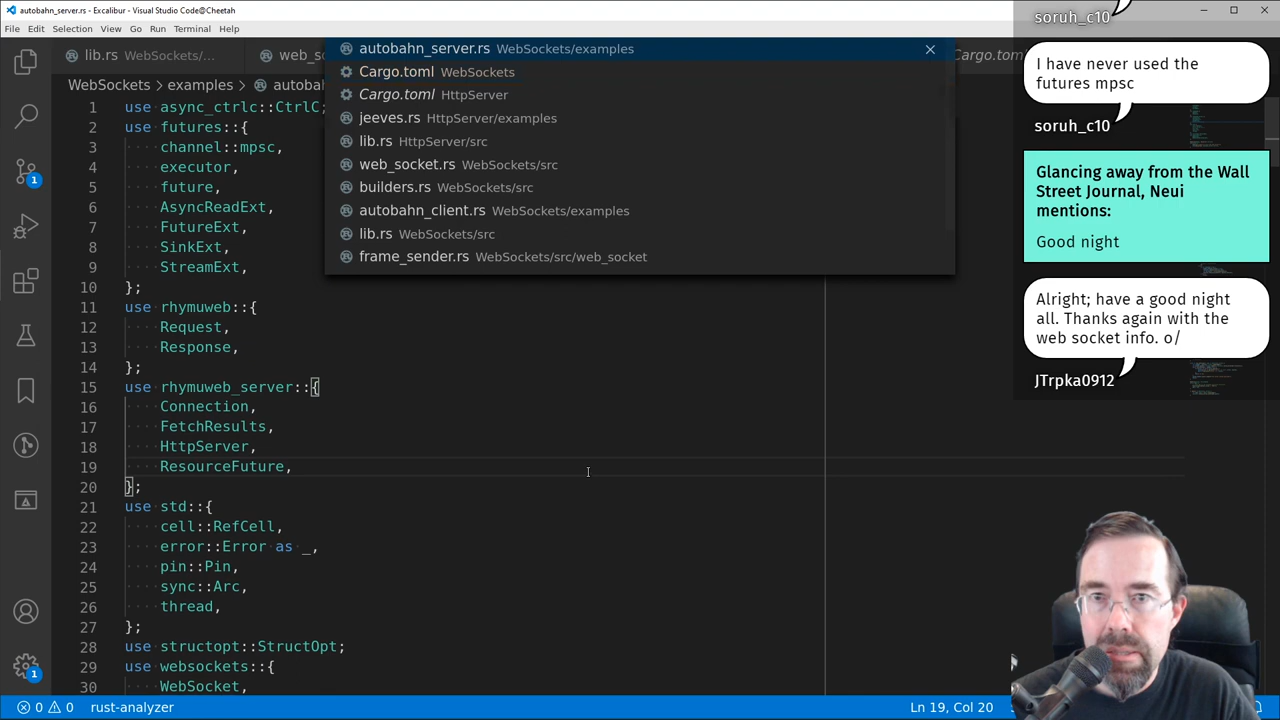 autobahn_server.rs - Excalibur - Visual Studio Code@Cheetah
File Edit Selection View Go Run Terminal Help
lib.rs WebSockets/...
web_so
Cargo.toml
WebSockets > examples > autobah
autobahn_server.rs WebSockets/examples
Cargo.toml WebSockets
Cargo.toml HttpServer
jeeves.rs HttpServer/examples
lib.rs HttpServer/src
web_socket.rs WebSockets/src
builders.rs WebSockets/src
autobahn_client.rs WebSockets/examples
lib.rs WebSockets/src
frame_sender.rs WebSockets/src/web_socket
1 use async_ctrlc::CtrlC;
2 use futures::{
3 channel::mpsc,
4 executor,
5 future,
6 AsyncReadExt,
7 FutureExt,
8 SinkExt,
9 StreamExt,
10 };
11 use rhymuweb::{
12 Request,
13 Response,
14 };
15 use rhymuweb_server::{
16 Connection,
17 FetchResults,
18 HttpServer,
19 ResourceFuture,
20 };
21 use std::{
22 cell::RefCell,
23 error::Error as _,
24 pin::Pin,
25 sync::Arc,
26 thread,
27 };
28 use structopt::StructOpt;
29 use websockets::{
30 WebSocket,
soruh_c10
I have never used the
futures mpsc
soruh_c10
Glancing away from the Wall
Street Journal, Neui
mentions:
Good night
Alright; have a good night
all. Thanks again with the
web socket info. o/
JTrpka0912
1
1
0 0 rust-analyzer
Ln 19, Col 20